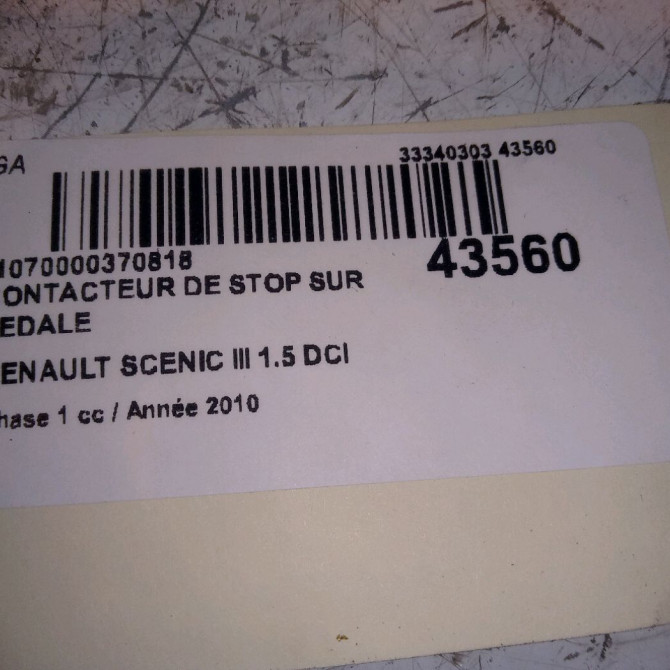 GA
33340303 43560
1070000370818
43560
ONTACTEUR DE STOP SUR
EDALE
ENAULT SCENIC III 1.5 DCI
hase 1 cc / Année 2010